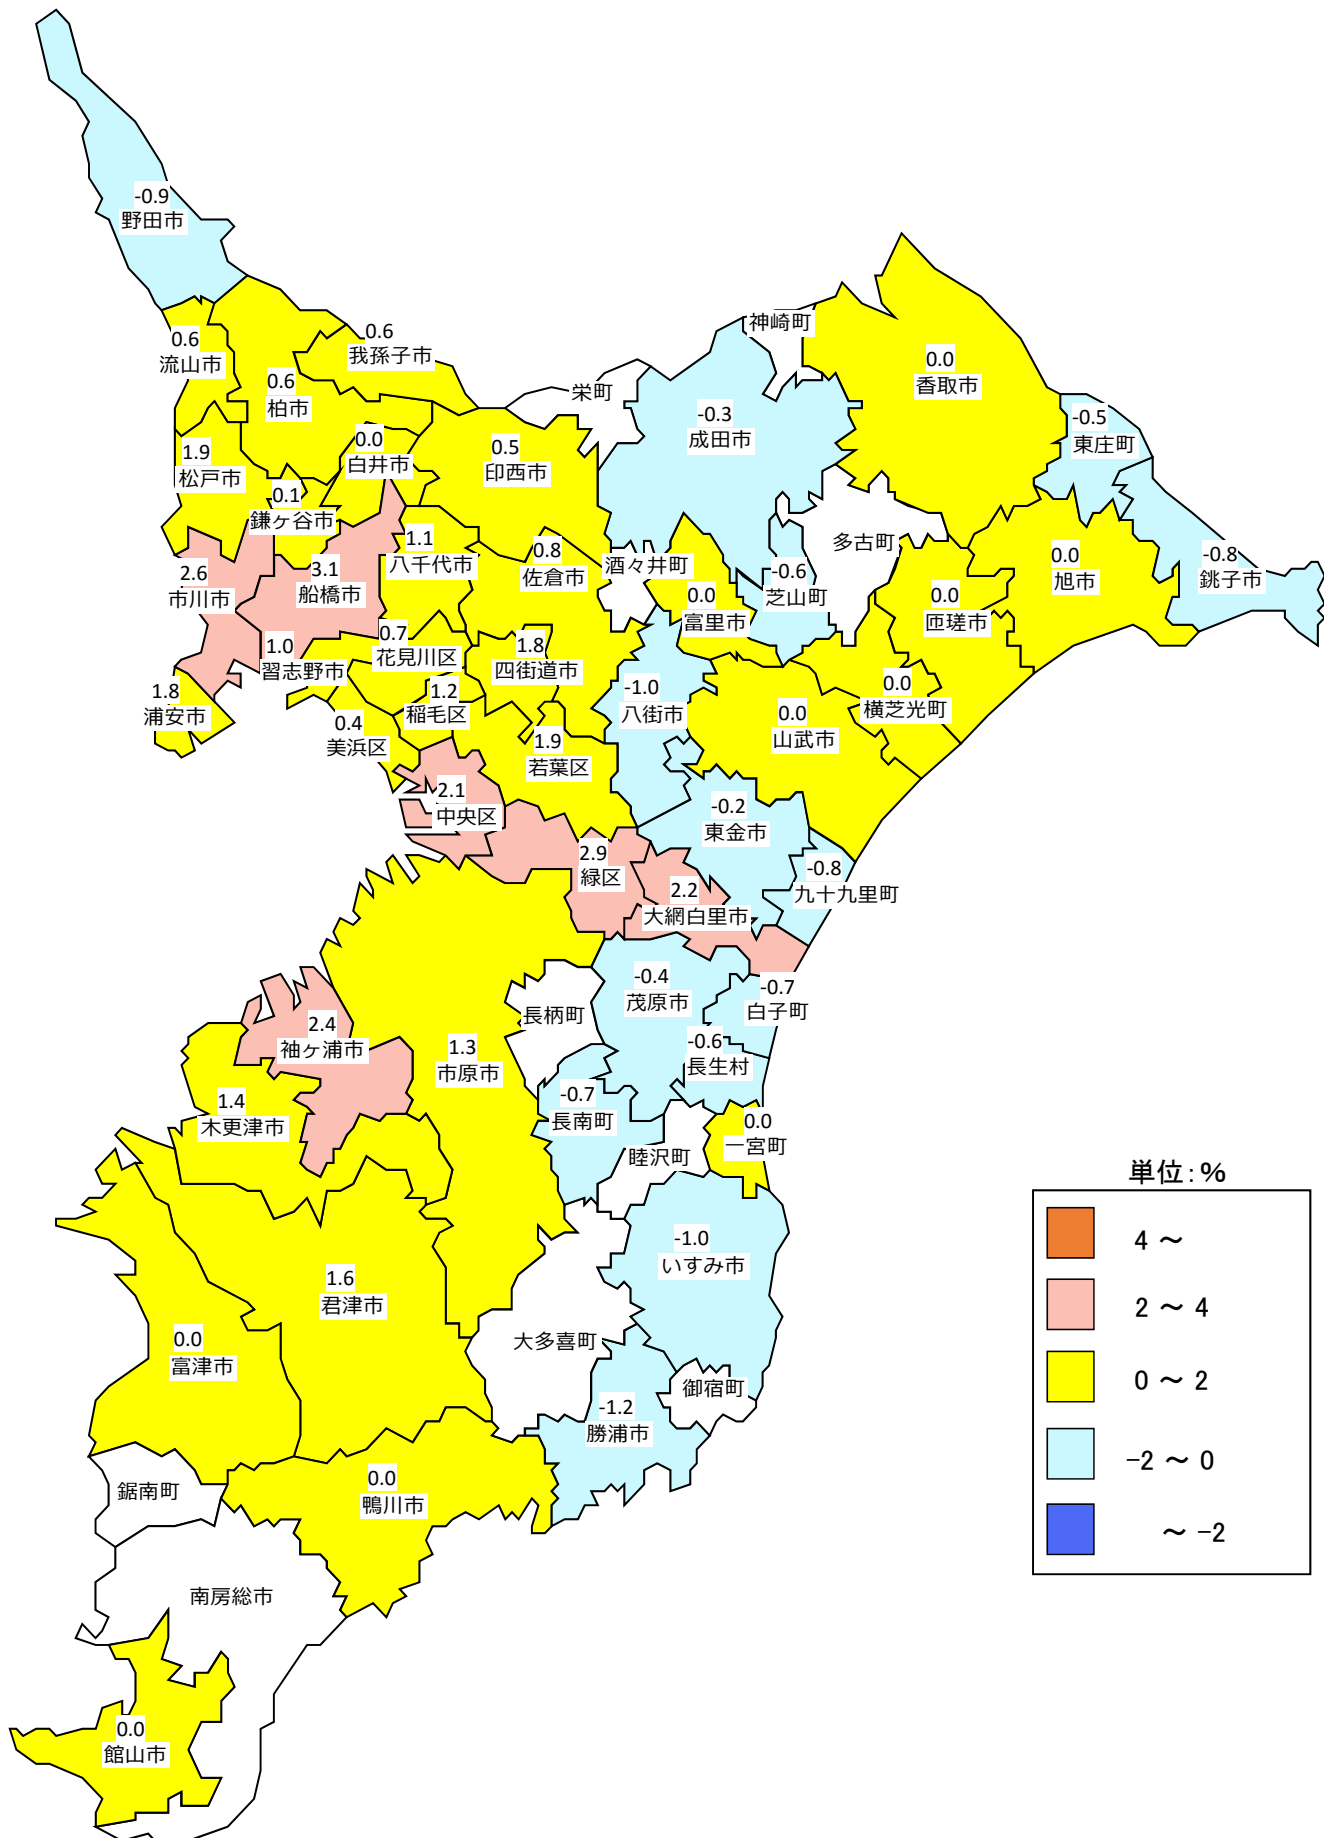 -0.9
野田市
0.6
流山市
0.6
我孫子市
0.6
柏市
栄町
神崎町
0.0
香取市
-0.3
成田市
-0.5
東庄町
1.9
松戸市
0.0
白井市
0.5
印西市
0.1
鎌ヶ谷市
多古町
0.0
旭市
-0.8
銚子市
2.6
市川市
3.1
船橋市
1.1
八千代市
0.8
佐倉市
酒々井町
-0.6
芝山町
0.0
富里市
0.0
匝瑳市
1.0
習志野市
0.7
花見川区
1.8
四街道市
1.8
浦安市
0.4
美浜区
1.2
稲毛区
-1.0
八街市
0.0
横芝光町
0.0
山武市
1.9
若葉区
2.1
中央区
-0.2
東金市
2.9
緑区
2.2
大網白里市
-0.8
九十九里町
-0.4
茂原市
-0.7
白子町
長柄町
2.4
袖ヶ浦市
1.3
市原市
-0.6
長生村
1.4
木更津市
-0.7
長南町
0.0
一宮町
睦沢町
-1.0
いすみ市
1.6
君津市
0.0
富津市
大多喜町
御宿町
-1.2
勝浦市
鋸南町
0.0
鴨川市
南房総市
0.0
館山市
単位：％
4 ～
2 ～ 4
0 ～ 2
-2 ～ 0
～ -2